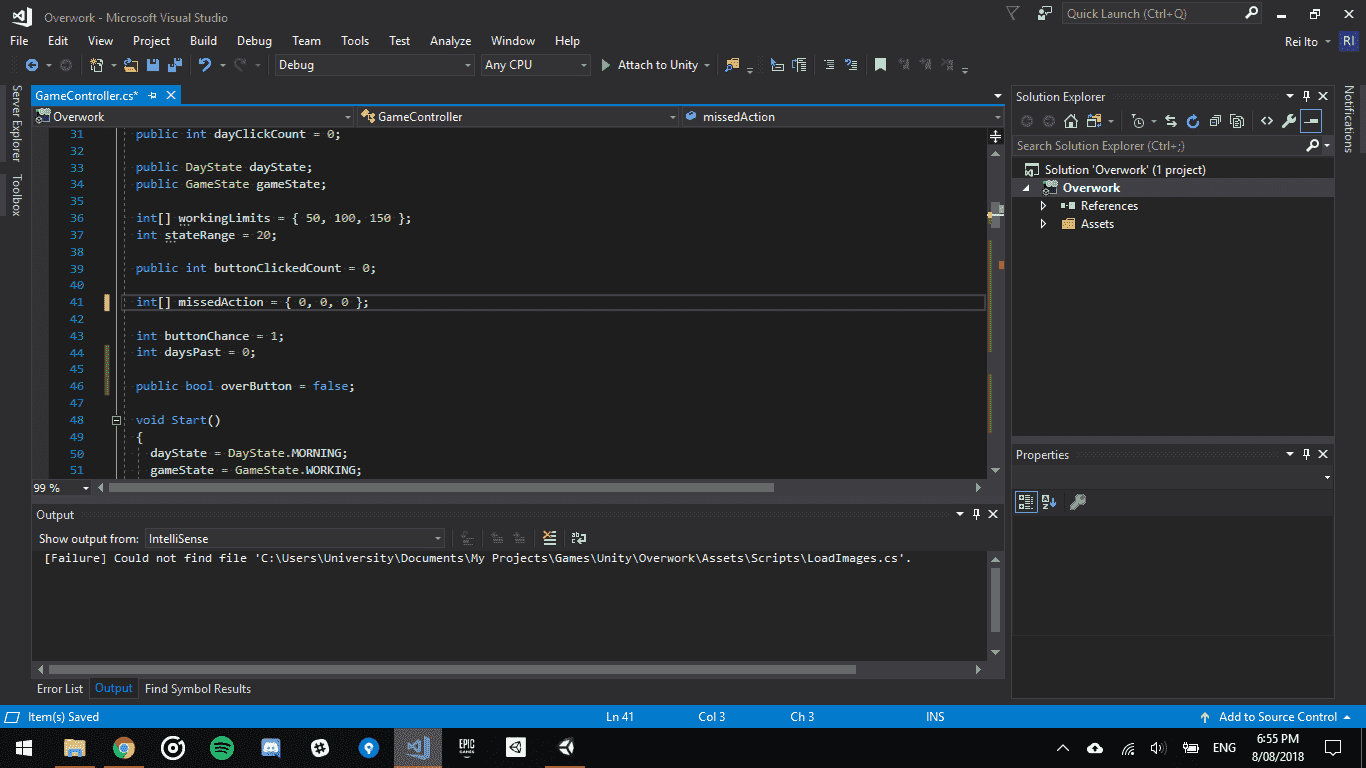 Overwork - Microsoft Visual Studio
Quick Launch (Ctrl+Q)
File Edit View Project Build Debug Team Tools Test Analyze Window Help
Rei Ito
RI
Debug
Any CPU
Attach to Unity
Server Explorer
Toolbox
GameController.cs*
Overwork
GameController
missedAction
31 public int dayClickCount = 0;
32
33 public DayState dayState;
34 public GameState gameState;
35
36 int[] workingLimits = { 50, 100, 150 };
37 int stateRange = 20;
38
39 public int buttonClickedCount = 0;
40
41 int[] missedAction = { 0, 0, 0 };
42
43 int buttonChance = 1;
44 int daysPast = 0;
45
46 public bool overButton = false;
47
48 void Start()
49 {
50 dayState = DayState.MORNING;
51 gameState = GameState.WORKING;
99 %
Output
Show output from: IntelliSense
[Failure] Could not find file 'C:\Users\University\Documents\My Projects\Games\Unity\Overwork\Assets\Scripts\LoadImages.cs'.
Error List Output Find Symbol Results
Solution Explorer
Search Solution Explorer (Ctrl+;)
Solution 'Overwork' (1 project)
Overwork
References
Assets
Properties
Notifications
Item(s) Saved
Ln 41
Col 3
Ch 3
INS
Add to Source Control
EPIC
GAMES
ENG
6:55 PM
8/08/2018